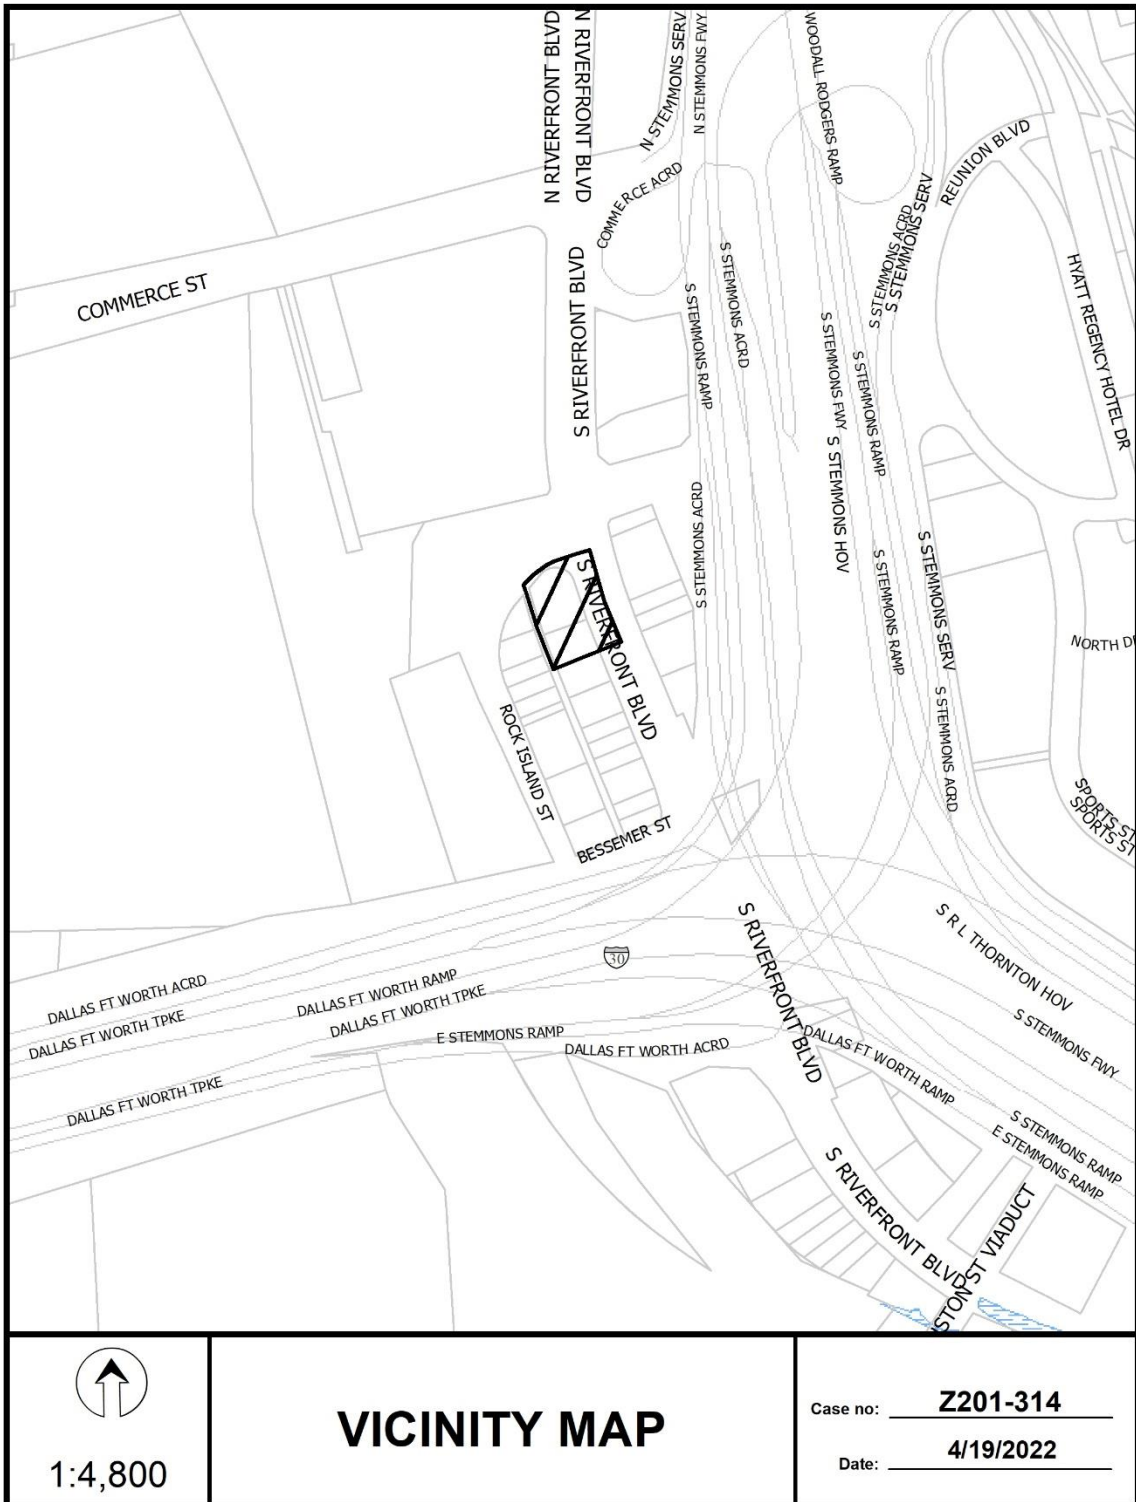 N RIVERFRONT BLVD
N RIVERFRONT BLVD
N STEMMONS SERV
N STEMMONS FWY
WOODALL RODGERS RAMP
REUNION BLVD
COMMERCE ACRD
S STEMMONS ACRD
S STEMMONS SERV
COMMERCE ST
S RIVERFRONT BLVD
S STEMMONS RAMP
S STEMMONS ACRD
S STEMMONS FWY
S STEMMONS RAMP
HYATT REGENCY HOTEL DR
S STEMMONS HOV
S STEMMONS ACRD
S STEMMONS RAMP
S STEMMONS SERV
S RIVERFRONT BLVD
NORTH
S STEMMONS ACRD
ROCK ISLAND ST
SPORTS ST
SPORTS ST
BESSEMER ST
S RIVERFRONT BLVD
S R L THORNTON HOV
30
DALLAS FT WORTH ACRD
DALLAS FT WORTH RAMP
DALLAS FT WORTH TPKE
DALLAS FT WORTH TPKE
E STEMMONS RAMP
DALLAS FT WORTH ACRD
DALLAS FT WORTH RAMP
S STEMMONS FWY
DALLAS FT WORTH TPKE
S STEMMONS RAMP
E STEMMONS RAMP
S RIVERFRONT BLVD
STON ST VIADUCT
1:4,800
VICINITY MAP
Case no: Z201-314
Date: 4/19/2022